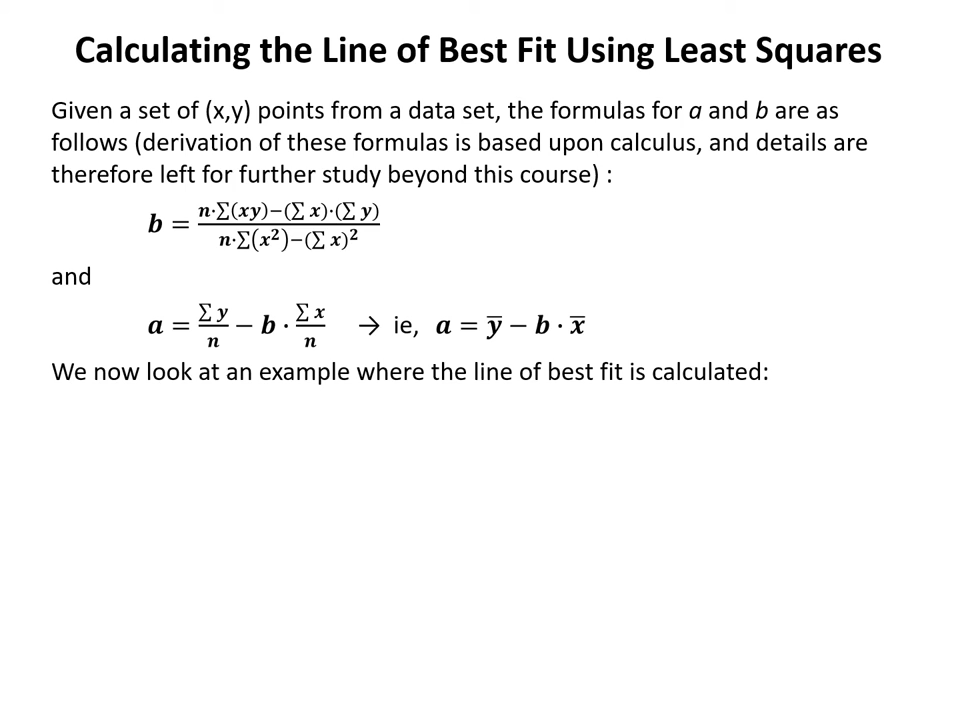 Calculating the Line of Best Fit Using Least Squares
Given a set of (x,y) points from a data set, the formulas for a and b are as
follows (derivation of these formulas is based upon calculus, and details are
therefore left for further study beyond this course) :
b = \frac{n·∑(xy)−(∑ x)·(∑ y)}{n·∑(x²)−(∑ x)²}
and
a = \frac{∑ y}{n} − b · \frac{∑ x}{n} → ie, a = y̅ − b · x̅
We now look at an example where the line of best fit is calculated: